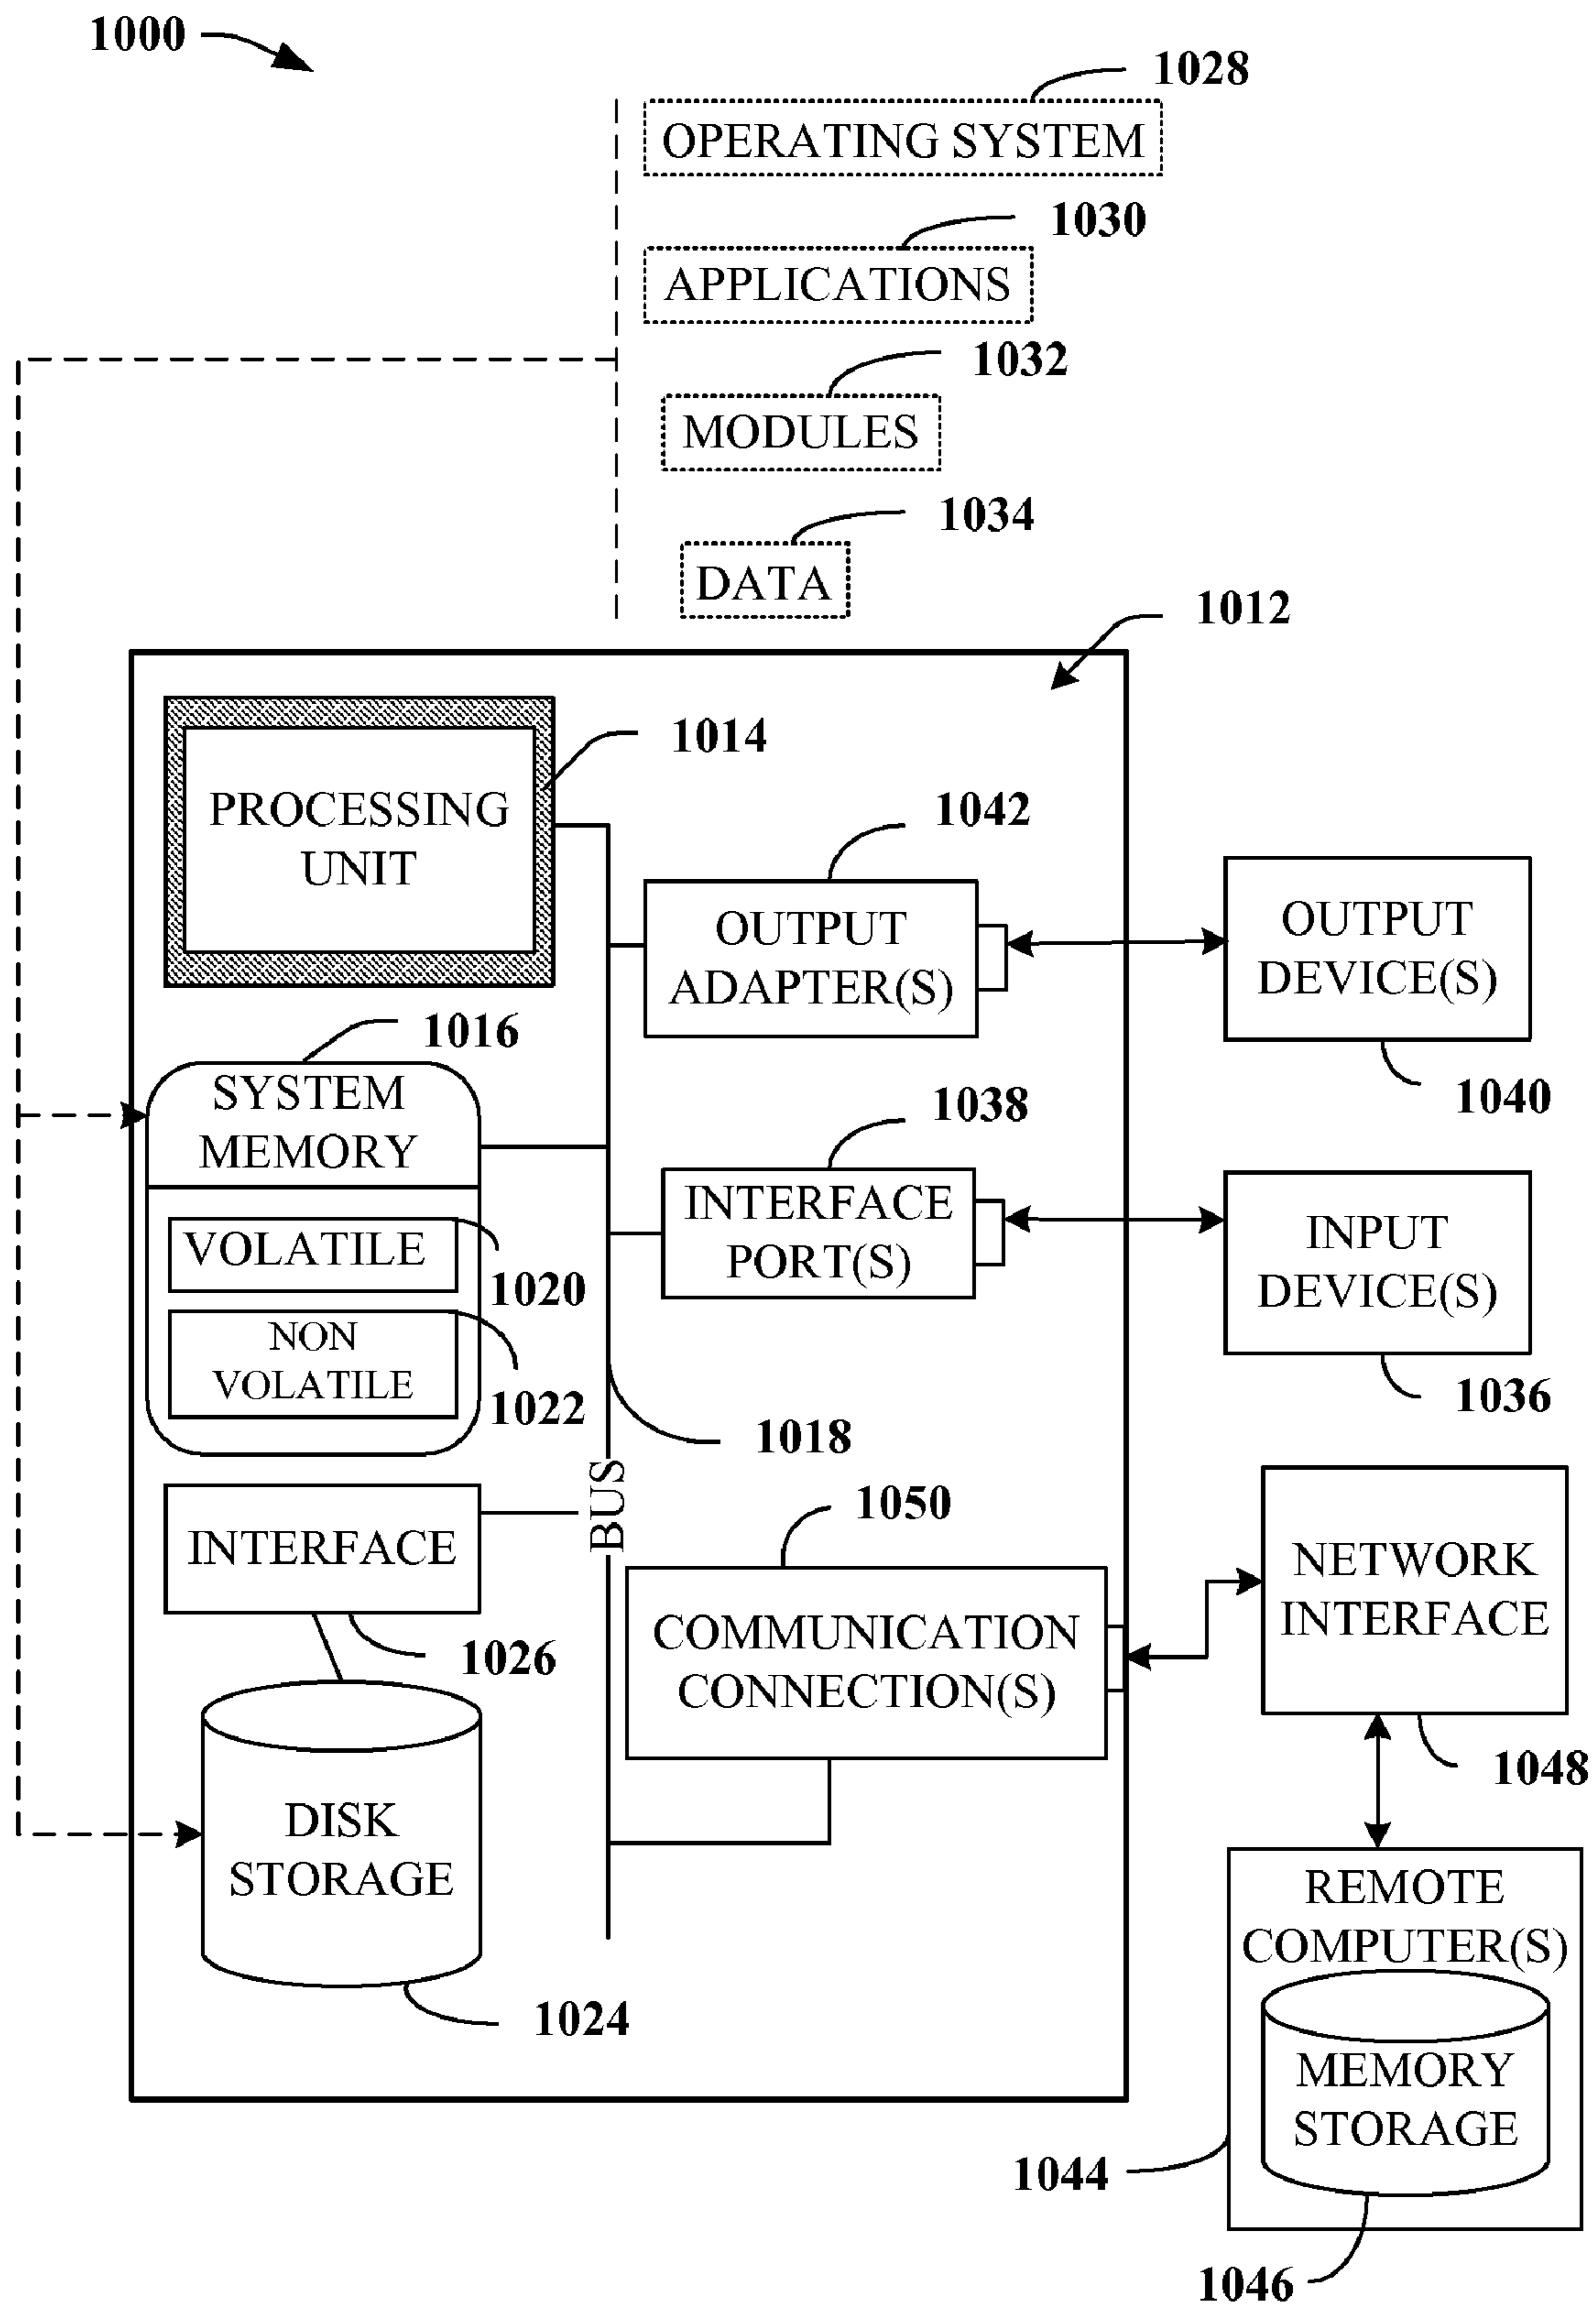 1000
1028
OPERATING SYSTEM
1030
APPLICATIONS
1032
MODULES
1034
DATA
1012
PROCESSING
UNIT
1014
1042
OUTPUT
ADAPTER(S)
OUTPUT
DEVICE(S)
1040
1016
SYSTEM
MEMORY
VOLATILE
1020
NON
VOLATILE
1022
1038
INTERFACE
PORT(S)
INPUT
DEVICE(S)
1036
1018
BUS
INTERFACE
1026
1050
COMMUNICATION
CONNECTION(S)
NETWORK
INTERFACE
1048
DISK
STORAGE
1024
REMOTE
COMPUTER(S)
MEMORY
STORAGE
1044
1046